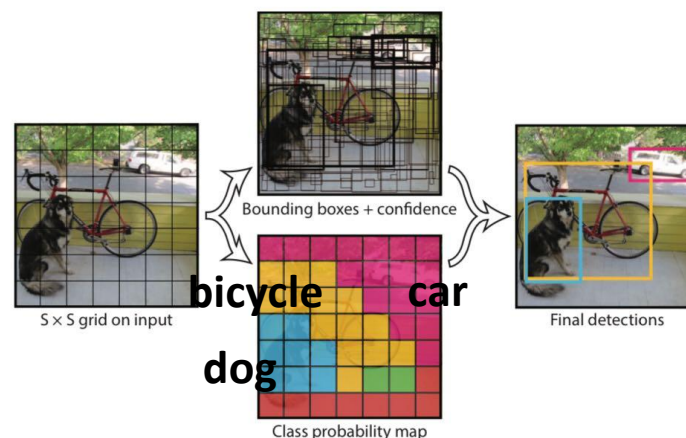 Bounding boxes + confidence
bicycle
car
S × S grid on input
Final detections
dog
Class probability map